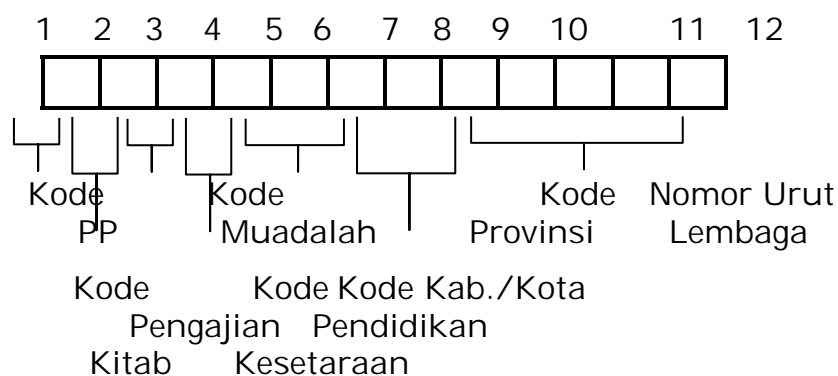 1 2 3 4 5 6 7 8 9 10 11 12
Kode Kode Kode Nomor Urut
PP Muadalah Provinsi Lembaga
Kode Kode Kode Kab./Kota
Pengajian Pendidikan
Kitab Kesetaraan